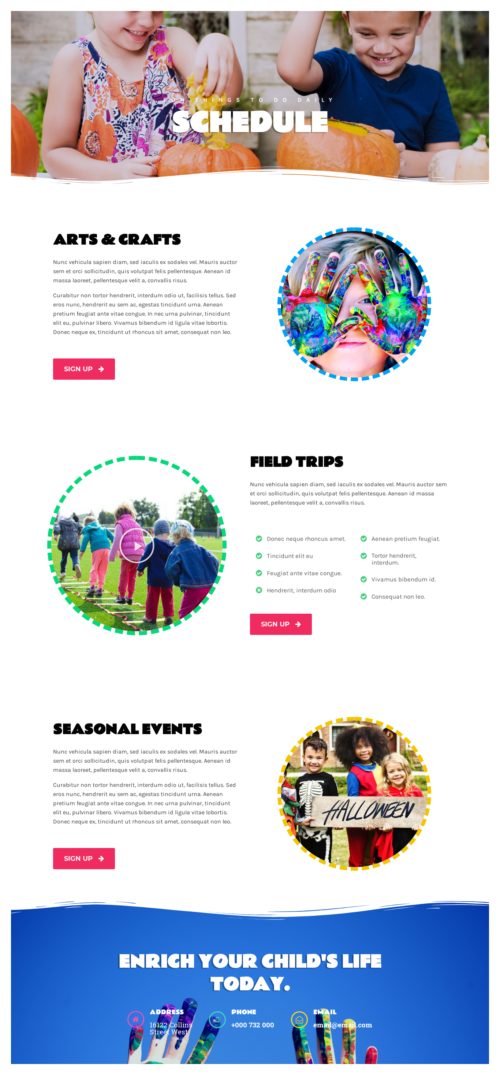 THINGS TO DO DAILY
SCHEDULE
ARTS & CRAFTS
Nunc vehicula sapien diam, sed iaculis ex sodales vel. Mauris auctor
sem et orci sollicitudin, quis volutpat felis pellentesque. Aenean id
massa laoreet, pellentesque velit a, convallis risus.
Curabitur non tortor hendrerit, interdum odio ut, facilisis tellus. Sed
eros nunc, hendrerit eu sem ac, egestas tincidunt urna. Aenean
pretium feugiat ante vitae congue. In nec urna rutrum pulvinar, tincidunt
elit eu, pulvinar libero. Vivamus bibendum id ligula vitae lobortis.
Donec neque ex, tincidunt ut rhoncus sit amet, consequat non leo.
SIGN UP
FIELD TRIPS
Nunc vehicula sapien diam, sed iaculis ex sodales vel. Mauris auctor
sem et orci sollicitudin, quis volutpat felis pellentesque. Aenean id massa
laoreet, pellentesque velit a, convallis risus.
Donec neque rhoncus amet.
Tincidunt elit eu
Feugiat ante vitae congue.
Hendrerit, interdum odio
Aenean pretium feugiat.
Tortor hendrerit,
interdum.
Vivamus bibendum id.
Consequat non leo.
SIGN UP
SEASONAL EVENTS
Nunc vehicula sapien diam, sed iaculis ex sodales vel. Mauris auctor
sem et orci sollicitudin, quis volutpat felis pellentesque. Aenean id
massa laoreet, pellentesque velit a, convallis risus.
Curabitur non tortor hendrerit, interdum odio ut, facilisis tellus. Sed
eros nunc, hendrerit eu sem ac, egestas tincidunt urna. Aenean
pretium feugiat ante vitae congue. In nec urna pulvinar, tincidunt
elit eu, pulvinar libero. Vivamus bibendum id ligula vitae lobortis.
Donec neque ex, tincidunt ut rhoncus sit amet, consequat non leo.
SIGN UP
HALLOWEEN
ENRICH YOUR CHILD'S LIFE
TODAY.
ADDRESS
16122 Collins
Street West
PHONE
+000 732 000
EMAIL
email@email.com